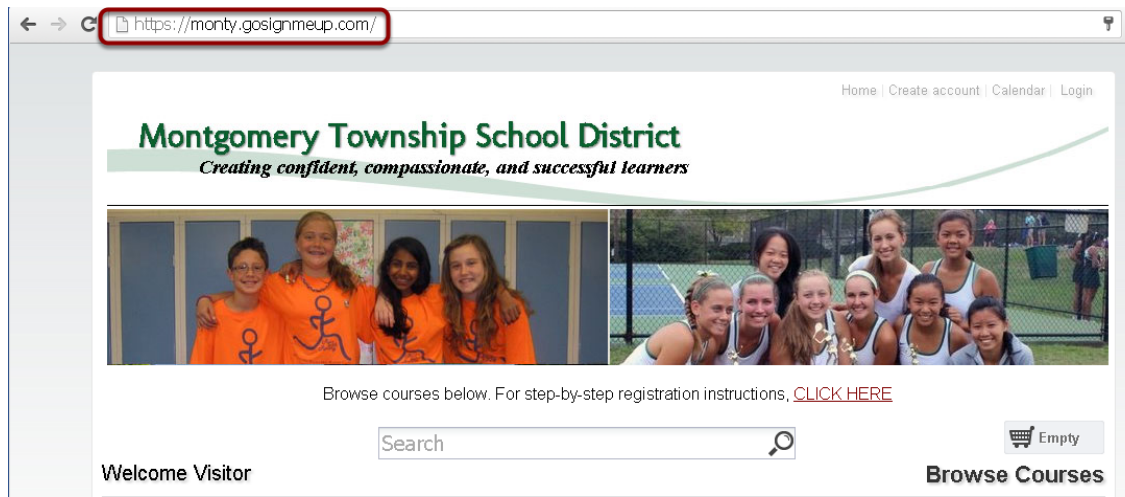 https://monty.gosignmeup.com/
Home | Create account | Calendar | Login
Montgomery Township School District
Creating confident, compassionate, and successful learners
Browse courses below. For step-by-step registration instructions, CLICK HERE
Search
Empty
Welcome Visitor
Browse Courses